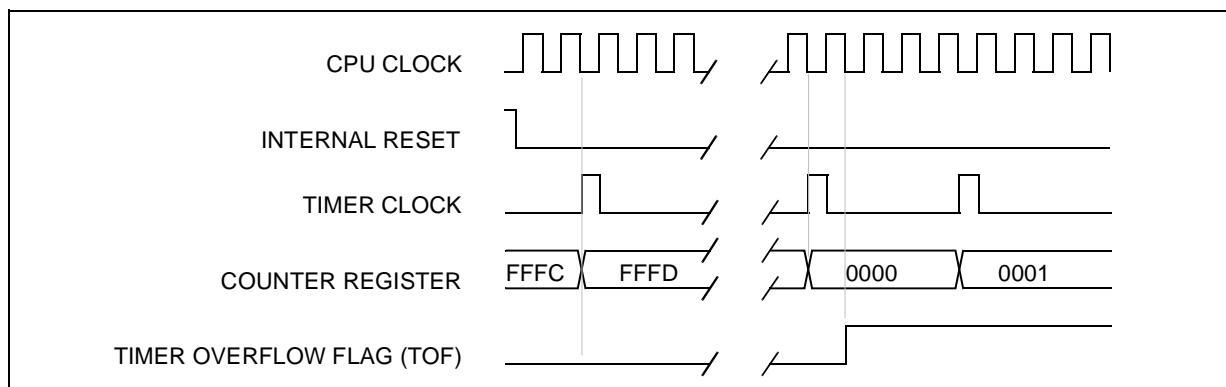 CPU CLOCK
INTERNAL RESET
TIMER CLOCK
COUNTER REGISTER FFFC FFFD 0000 0001
TIMER OVERFLOW FLAG (TOF)